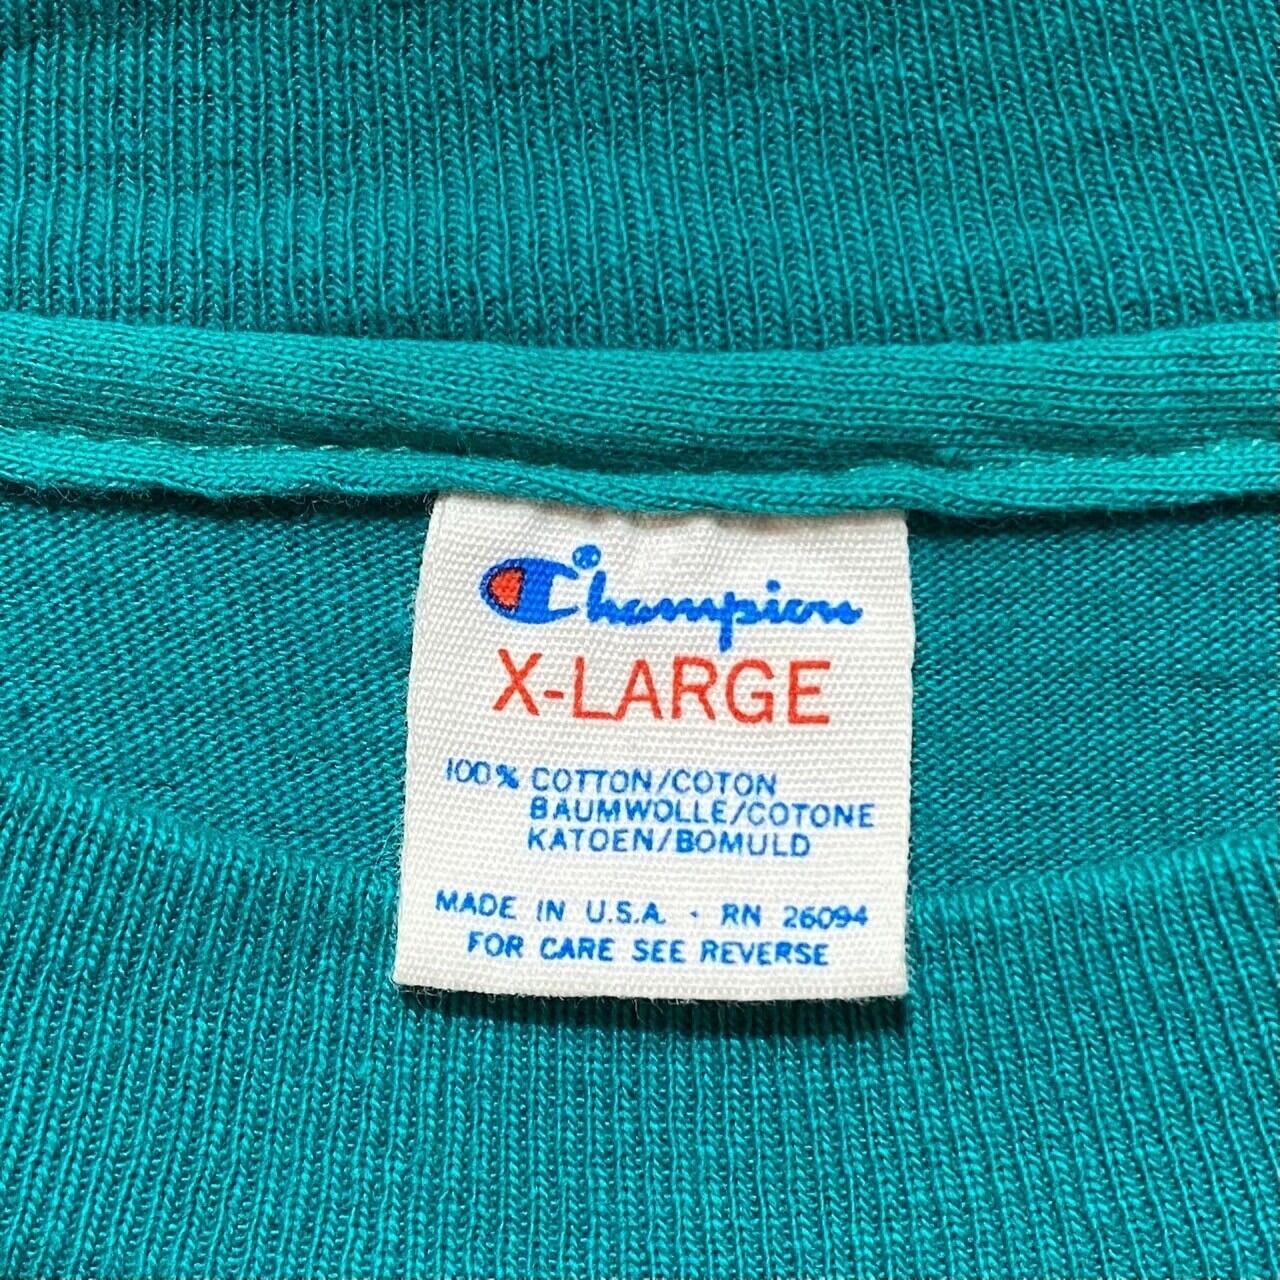 Champion
X-LARGE
100% COTTON/COTON
BAUMWOLLE/COTONE
KATOEN/BOMULD
MADE IN U.S.A. · RN 26094
FOR CARE SEE REVERSE